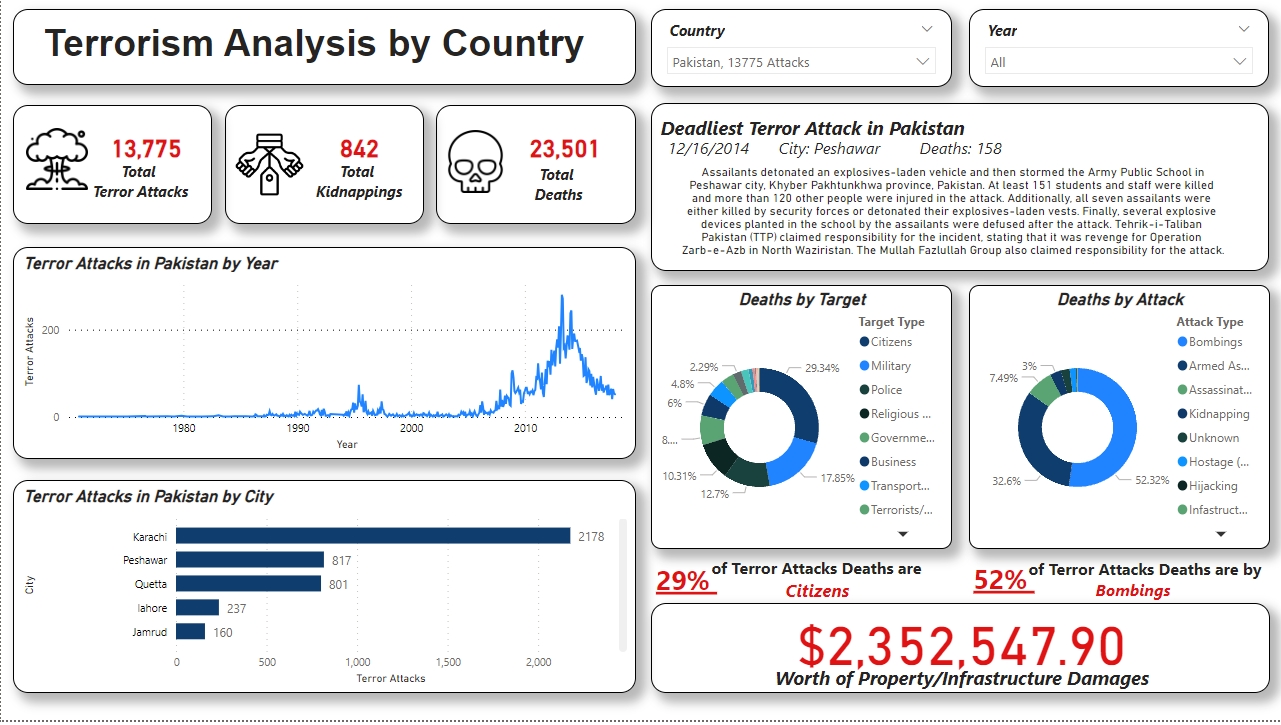 Terrorism Analysis by Country
Country
Pakistan, 13775 Attacks
Year
All
13,775
Total
Terror Attacks
842
Total
Kidnappings
23,501
Total
Deaths
Deadliest Terror Attack in Pakistan
12/16/2014 City: Peshawar Deaths: 158
Assailants detonated an explosives-laden vehicle and then stormed the Army Public School in
Peshawar city, Khyber Pakhtunkhwa province, Pakistan. At least 151 students and staff were killed
and more than 120 other people were injured in the attack. Additionally, all seven assailants were
either killed by security forces or detonated their explosives-laden vests. Finally, several explosive
devices planted in the school by the assailants were defused after the attack. Tehrik-i-Taliban
Pakistan (TTP) claimed responsibility for the incident, stating that it was revenge for Operation
Zarb-e-Azb in North Waziristan. The Mullah Fazlullah Group also claimed responsibility for the attack.
Terror Attacks in Pakistan by Year
Terror Attacks
200
0
1980
1990
2000
2010
Year
Terror Attacks in Pakistan by City
City
Karachi
2178
Peshawar
817
Quetta
801
lahore
237
Jamrud
160
0
500
1,000
1,500
2,000
Terror Attacks
Deaths by Target
Target Type
Citizens
Military
Police
Religious ...
Governme...
Business
Transport...
Terrorists/...
2.29%
4.8%
6%
8....
10.31%
12.7%
17.85%
29.34%
Deaths by Attack
Attack Type
Bombings
Armed As...
Assassinat...
Kidnapping
Unknown
Hostage (...
Hijacking
Infastruct...
3%
7.49%
32.6%
52.32%
29% of Terror Attacks Deaths are
Citizens
52% of Terror Attacks Deaths are by
Bombings
$2,352,547.90
Worth of Property/Infrastructure Damages